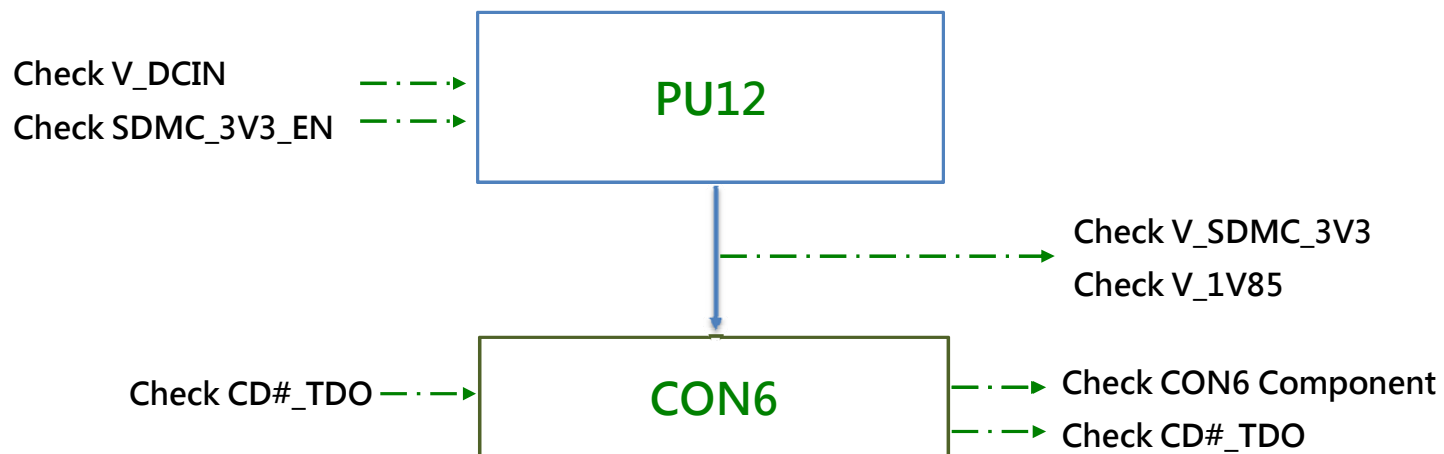 Check V_DCIN
Check SDMC_3V3_EN
PU12
Check V_SDMC_3V3
Check V_1V85
Check CD#_TDO
CON6
Check CON6 Component
Check CD#_TDO